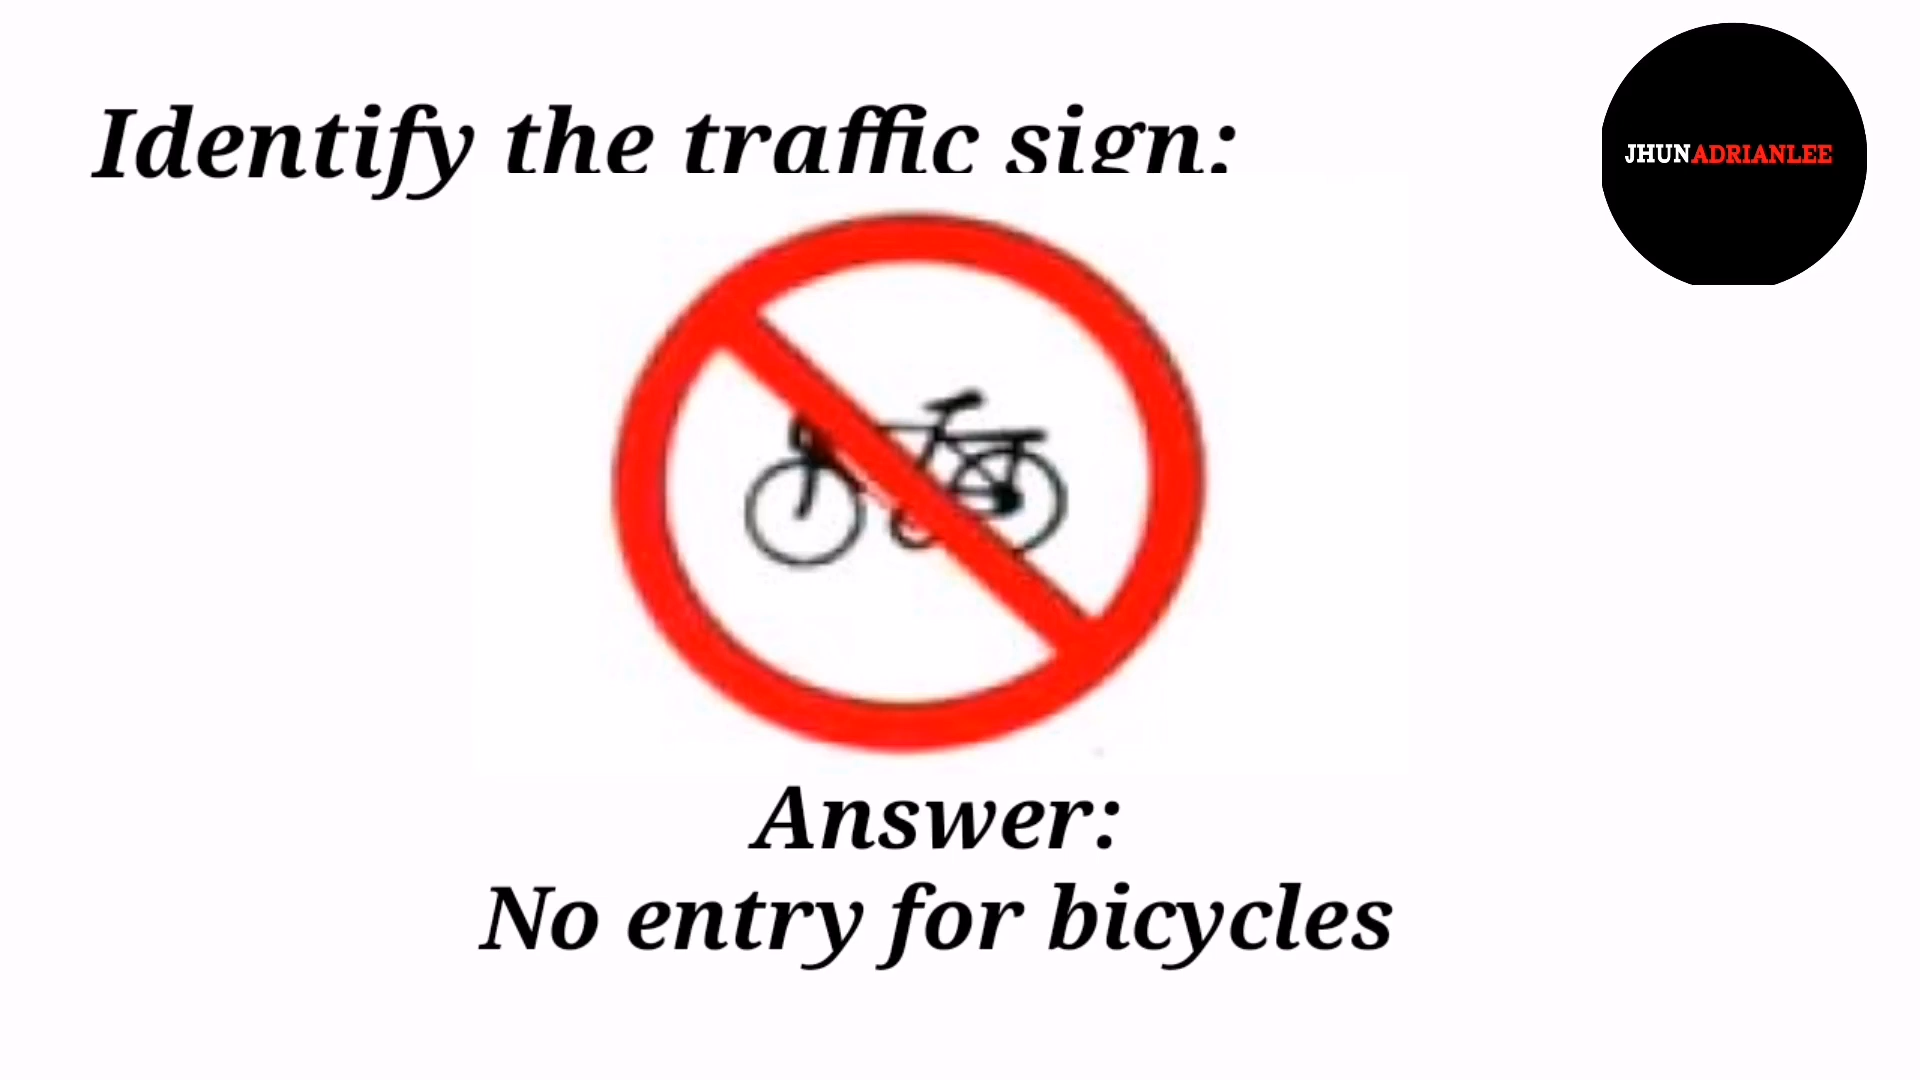 Identify the traffic sign:
JHUNADRIANLEE
Answer:
No entry for bicycles